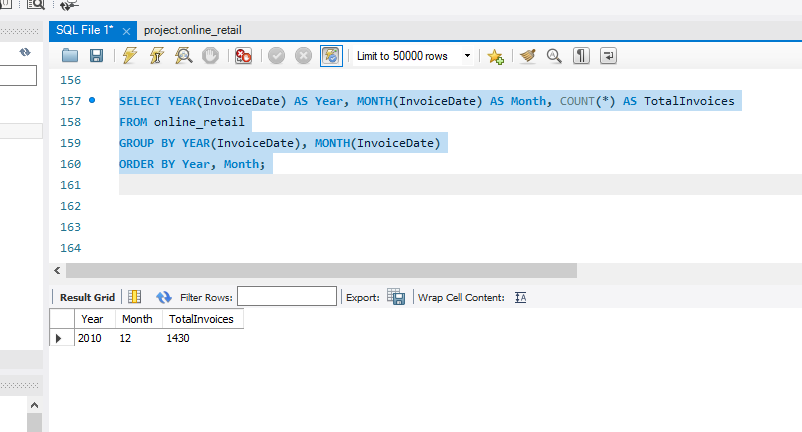 SQL File 1* × project.online_retail
Limit to 50000 rows
156
157 SELECT YEAR(InvoiceDate) AS Year, MONTH(InvoiceDate) AS Month, COUNT(*) AS TotalInvoices
158 FROM online_retail
159 GROUP BY YEAR(InvoiceDate), MONTH(InvoiceDate)
160 ORDER BY Year, Month;
161
162
163
164
Result Grid Filter Rows: Export: Wrap Cell Content:
Year Month TotalInvoices
2010 12 1430